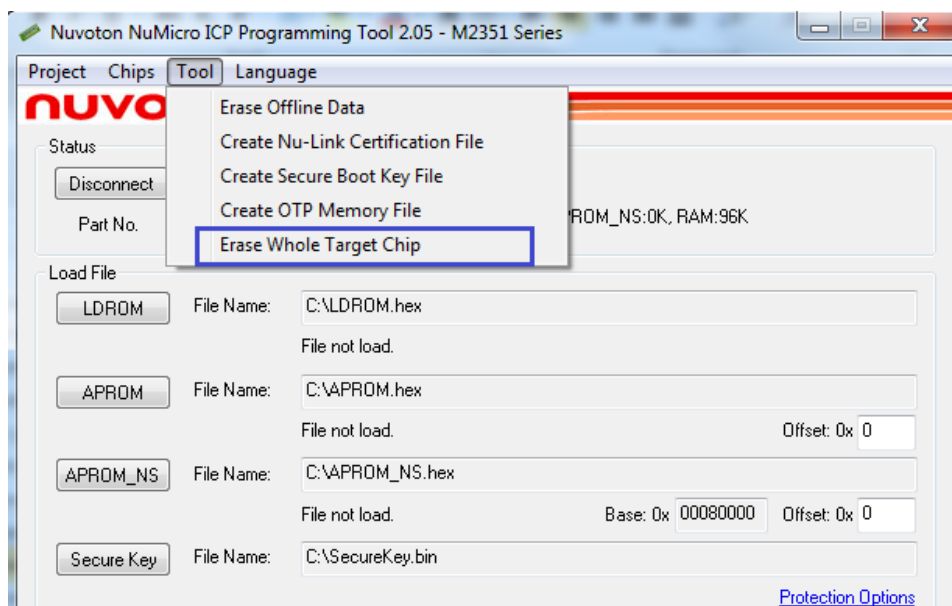 Nuvoton NuMicro ICP Programming Tool 2.05 - M2351 Series
Project Chips Tool Language
nuvo
Erase Offline Data
Create Nu-Link Certification File
Create Secure Boot Key File
Create OTP Memory File
Erase Whole Target Chip
Status
Disconnect
Part No. ROM_NS:0K, RAM:96K
Load File
LDROM File Name: C:\LDROM.hex
File not load.
APROM File Name: C:\APROM.hex
File not load. Offset: 0x 0
APROM_NS File Name: C:\APROM_NS.hex
File not load. Base: 0x 00080000 Offset: 0x 0
Secure Key File Name: C:\SecureKey.bin
Protection Options